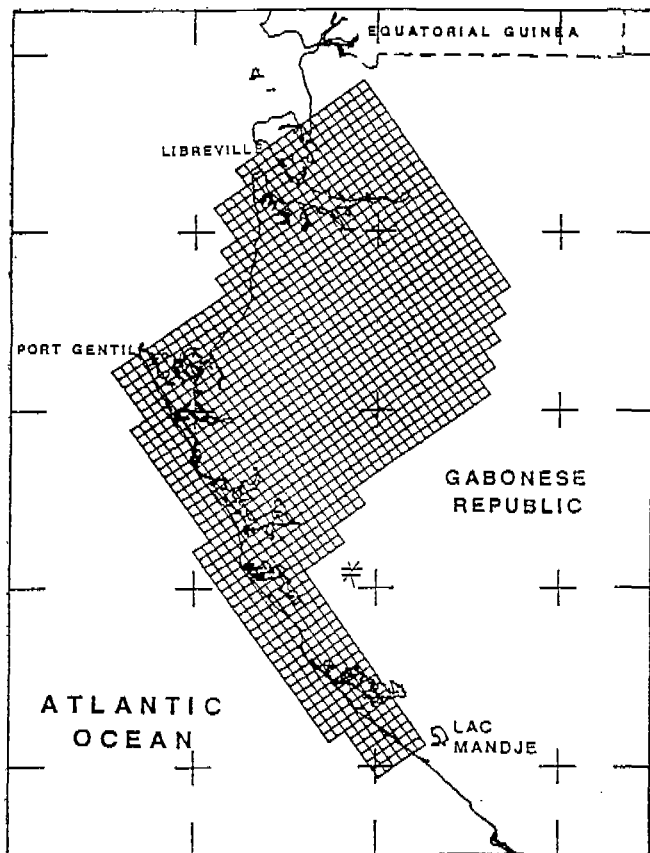 EQUATORIAL GUINEA
LIBREVILLE
PORT GENTIL
GABONESE
REPUBLIC
ATLANTIC
OCEAN
LAC
MANDJE